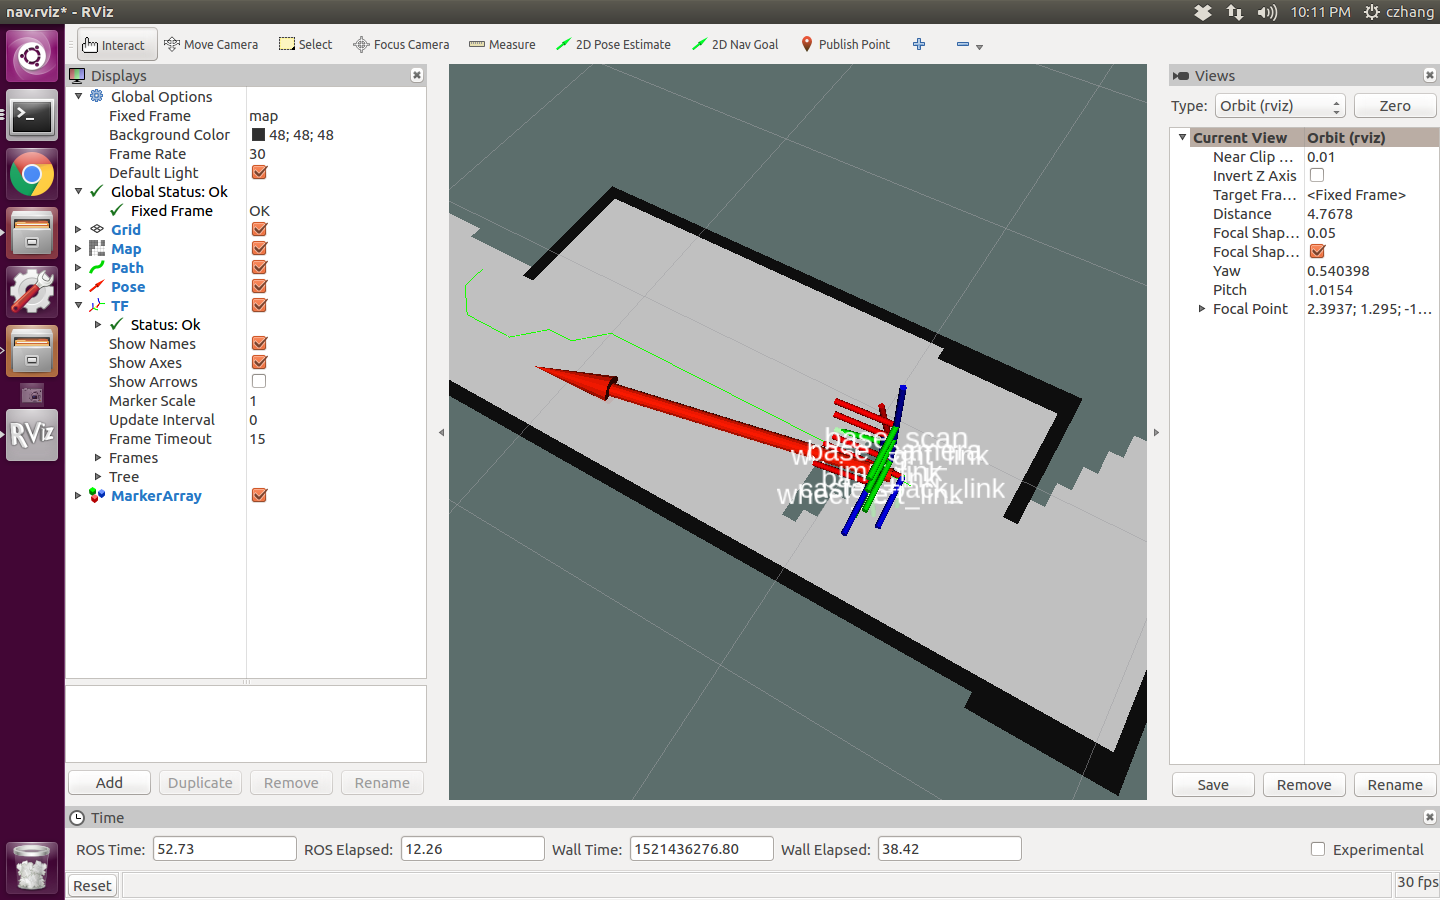 nav.rviz* - RViz
10:11 PM czhang
Interact Move Camera Select Focus Camera Measure 2D Pose Estimate 2D Nav Goal Publish Point
Displays
Global Options
Fixed Frame map
Background Color 48; 48; 48
Frame Rate 30
Default Light
Global Status: Ok
Fixed Frame OK
Grid
Map
Path
Pose
TF
Status: Ok
Show Names
Show Axes
Show Arrows
Marker Scale 1
Update Interval 0
Frame Timeout 15
Frames
Tree
MarkerArray
Add Duplicate Remove Rename
base_scan
Views
Type: Orbit (rviz) Zero
Current View Orbit (rviz)
Near Clip ... 0.01
Invert Z Axis
Target Fra... <Fixed Frame>
Distance 4.7678
Focal Shap... 0.05
Focal Shap...
Yaw 0.540398
Pitch 1.0154
Focal Point 2.3937; 1.295; -1...
Save Remove Rename
RViz
Time
ROS Time: 52.73 ROS Elapsed: 12.26 Wall Time: 1521436276.80 Wall Elapsed: 38.42 Experimental
Reset 30 fps